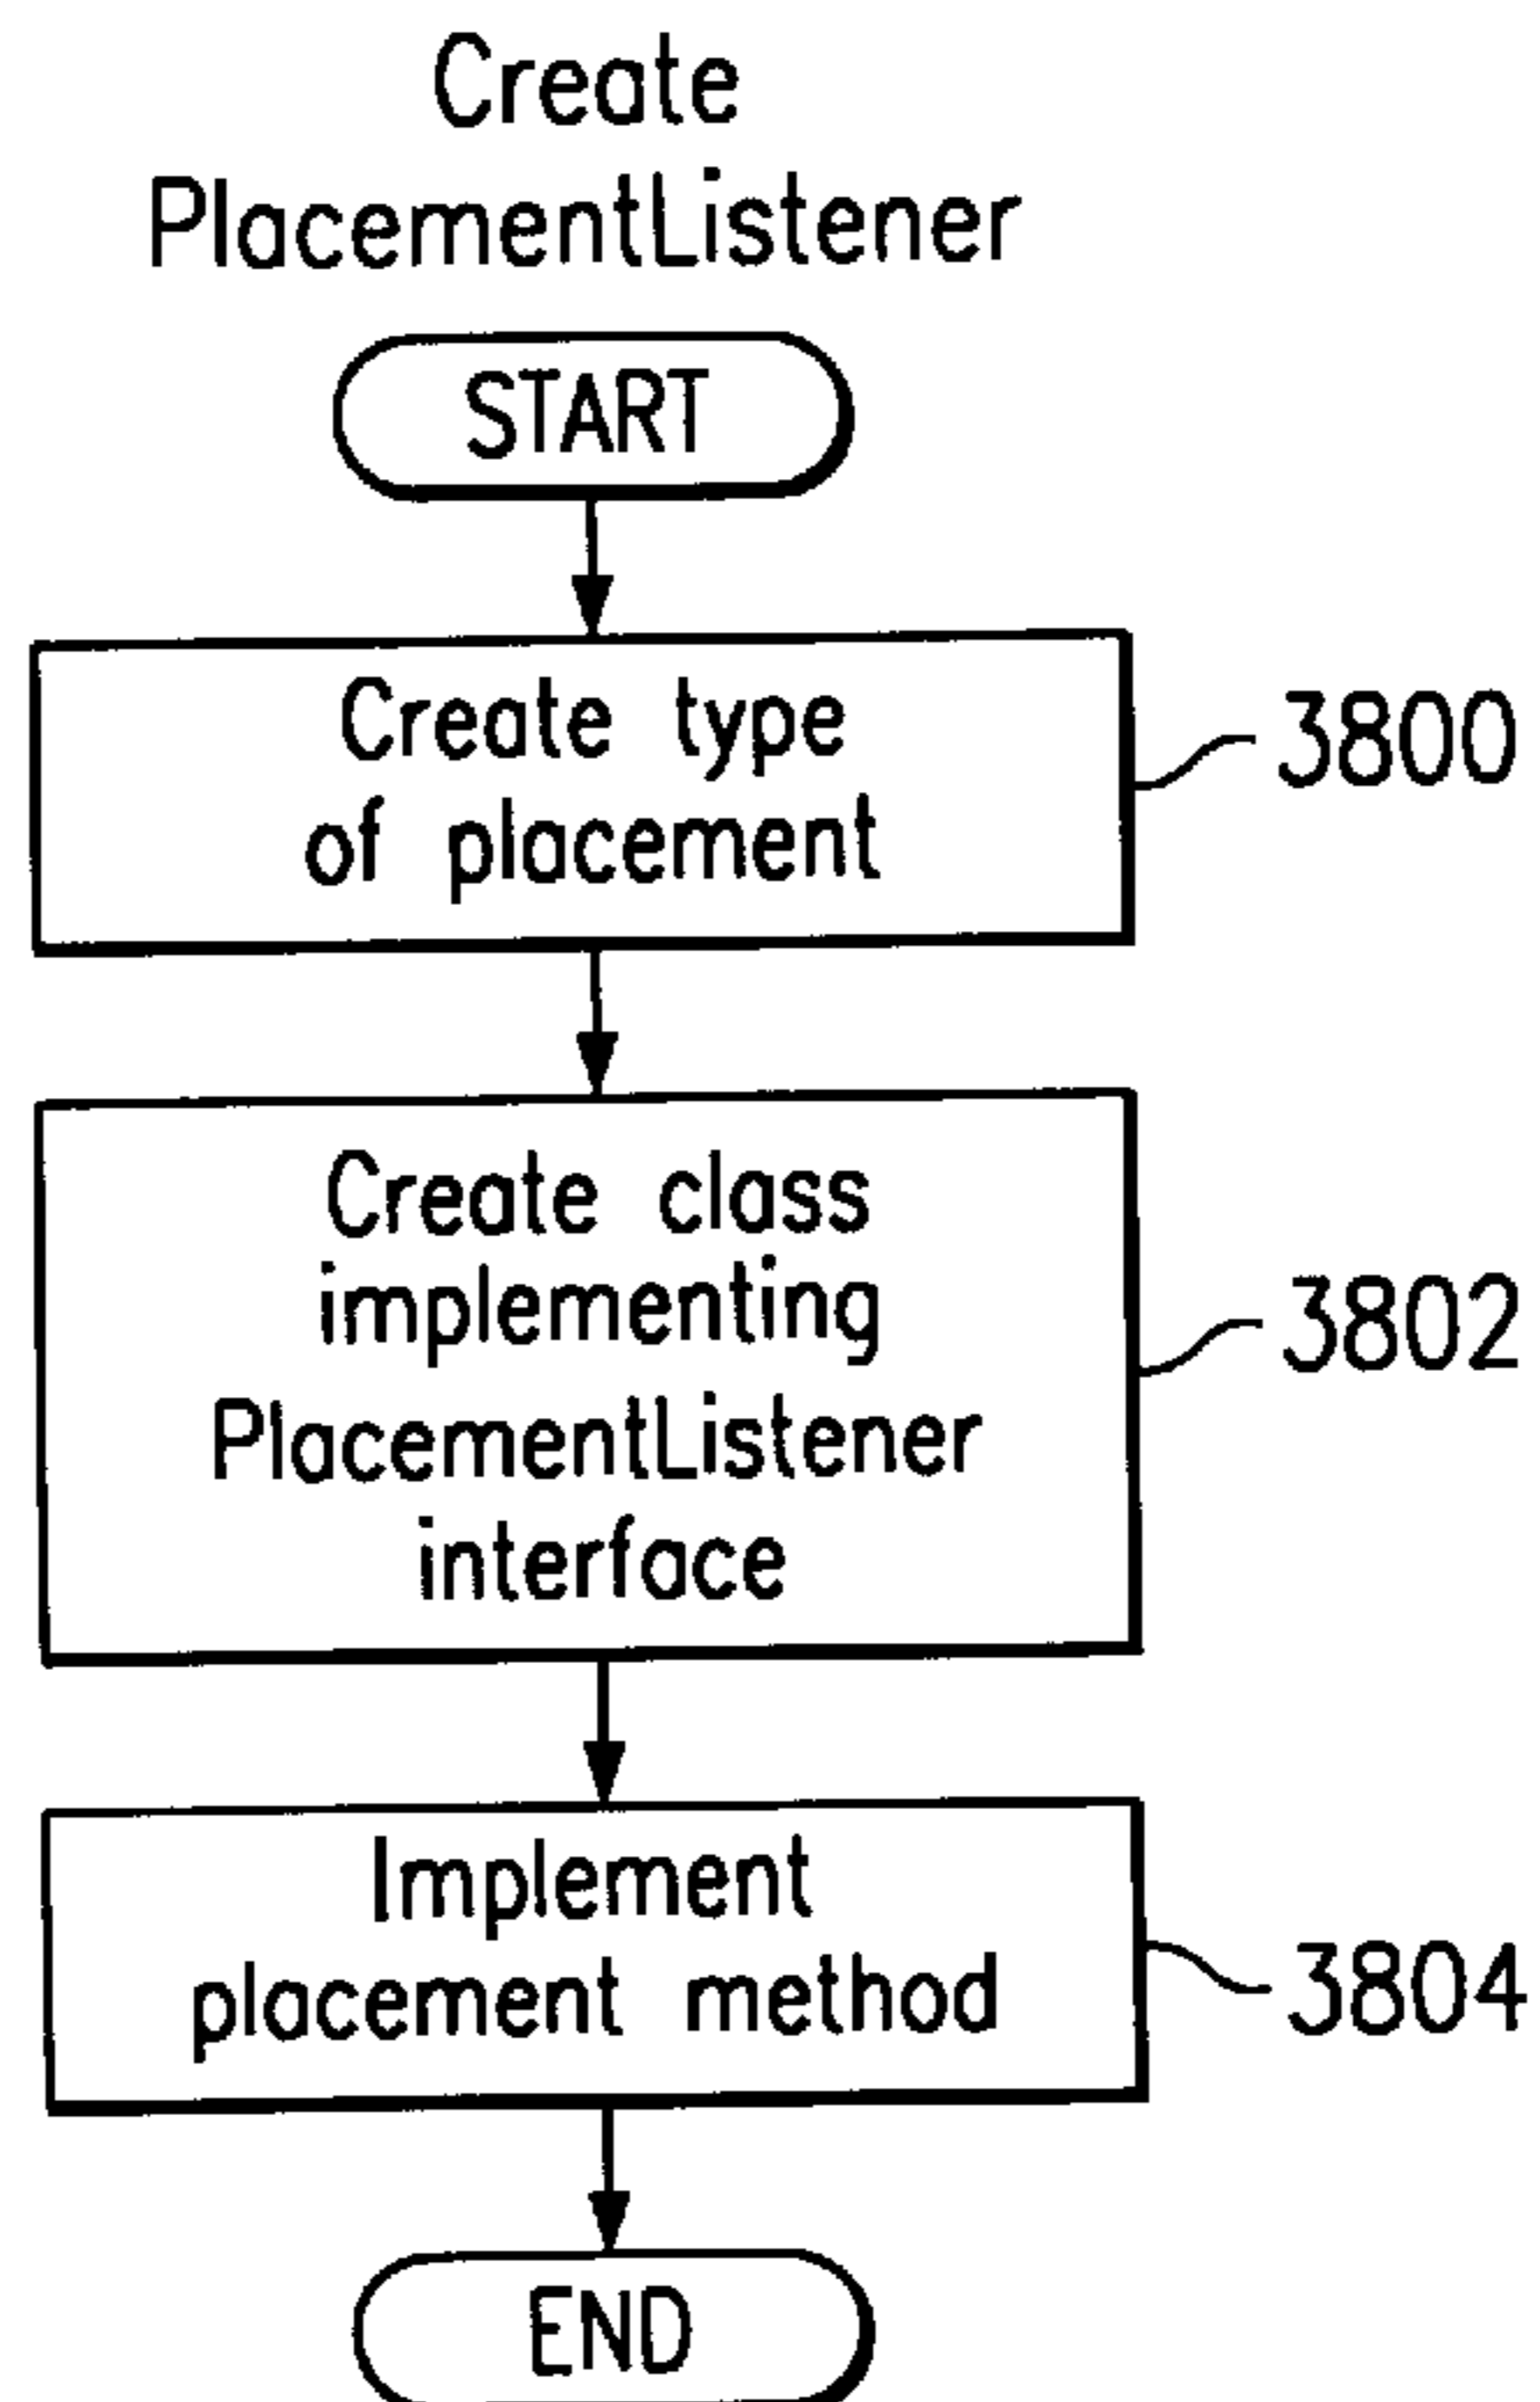 Create
PlacementListener
START
Create type
of placement
3800
Create class
implementing
PlacementListener
interface
3802
Implement
placement method
3804
END